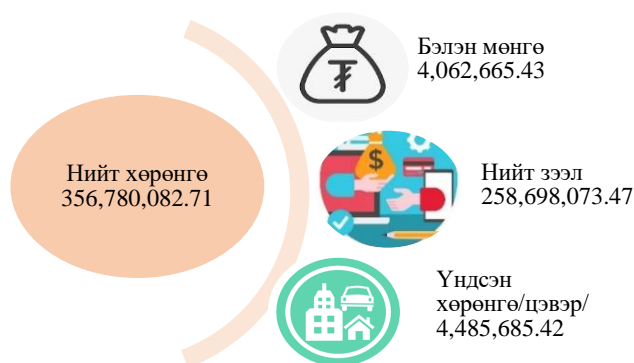 Нийт хөрөнгө
356,780,082.71
Бэлэн мөнгө
4,062,665.43
Нийт зээл
258,698,073.47
Үндсэн
хөрөнгө/цэвэр/
4,485,685.42